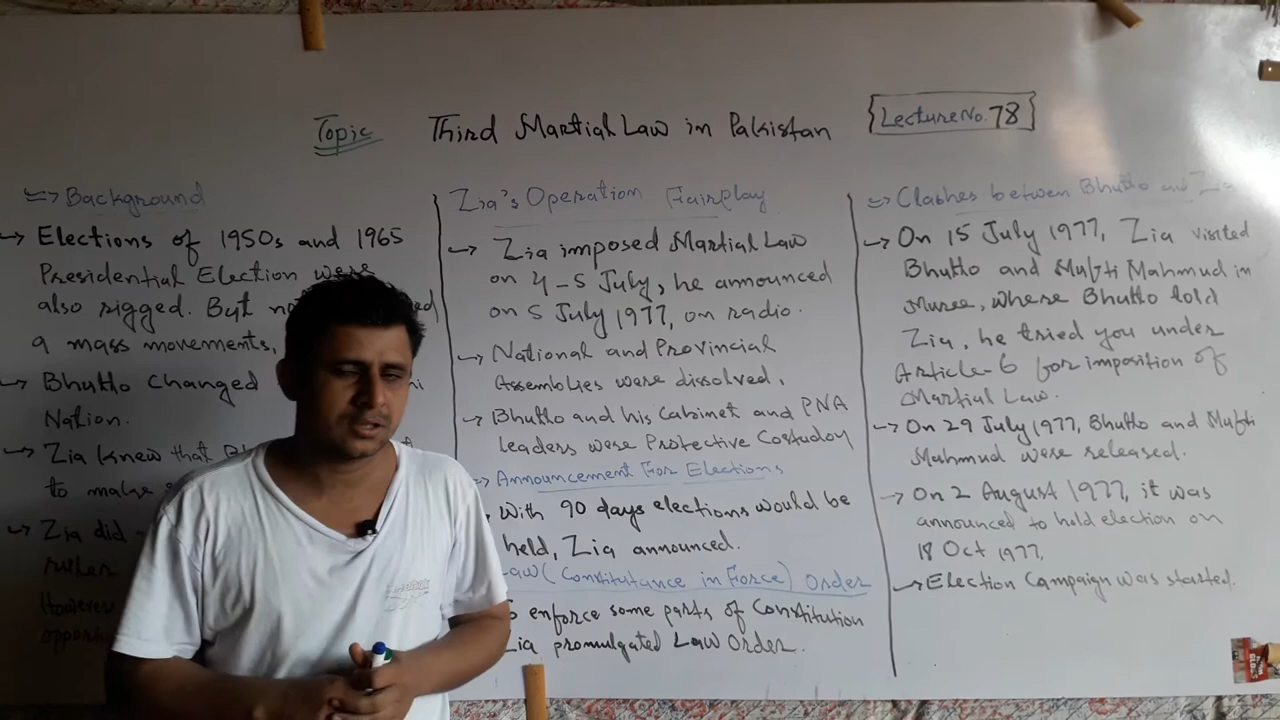 Topic
Third Martial Law in Pakistan
Lecture No. 78
Background
Elections of 1950s and 1965
Presidential Election were
also rigged. But
a mass movements,
Bhutto changed
Nation.
Zia knew that
to make
Zia did
However
Zia's Operation Fairplay
Zia imposed Martial Law
on 4-5 July, he announced
on 5 July 1977, on radio.
National and Provincial
Assemblies were dissolved.
Bhutto and his Cabinet and PNA
leaders were Protective Costudoy
Announcement For Elections
With 90 days elections would be
held, Zia announced.
Law (Constitutance in Force) Order
enforce some parts of Constitution
Zia promulgated Law Order.
Clashes betwen Bhutto and Zia
On 15 July 1977, Zia visited
Bhutto and Mufti Mahmud in
Muree, where Bhutto told
Zia, he tried you under
Article-6 for imposition of
Martial Law.
On 29 July 1977, Bhutto and Mufti
Mahmud were released.
On 2 August 1977, it was
announced to hold election on
18 Oct 1977.
Election Campaign was started.